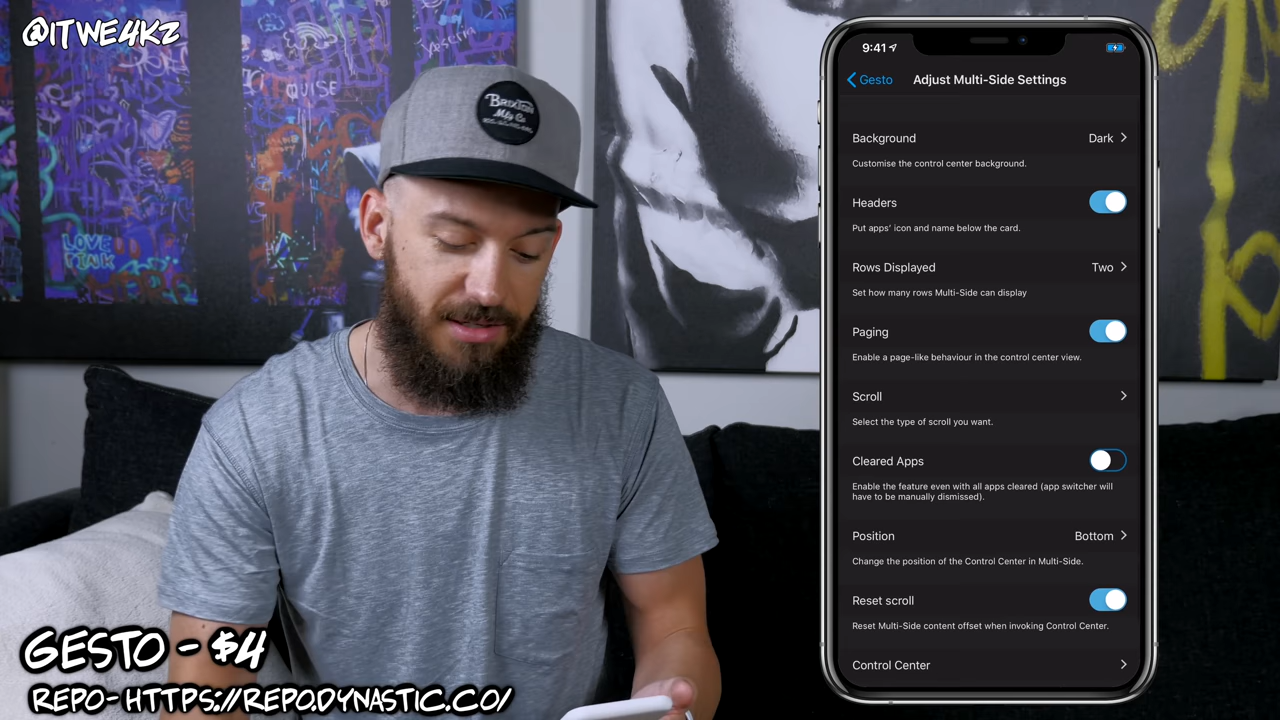 @ITWE4KZ
QUISE
LOVE
PINK
BRIXTON
Mfg Co
9:41
Gesto
Adjust Multi-Side Settings
Background
Dark
Customise the control center background.
Headers
Put apps' icon and name below the card.
Rows Displayed
Two
Set how many rows Multi-Side can display
Paging
Enable a page-like behaviour in the control center view.
Scroll
Select the type of scroll you want.
Cleared Apps
Enable the feature even with all apps cleared (app switcher will
have to be manually dismissed).
Position
Bottom
Change the position of the Control Center in Multi-Side.
Reset scroll
Reset Multi-Side content offset when invoking Control Center.
Control Center
GESTO - $4
REPO- HTTPS://REPO.DYNASTIC.CO/